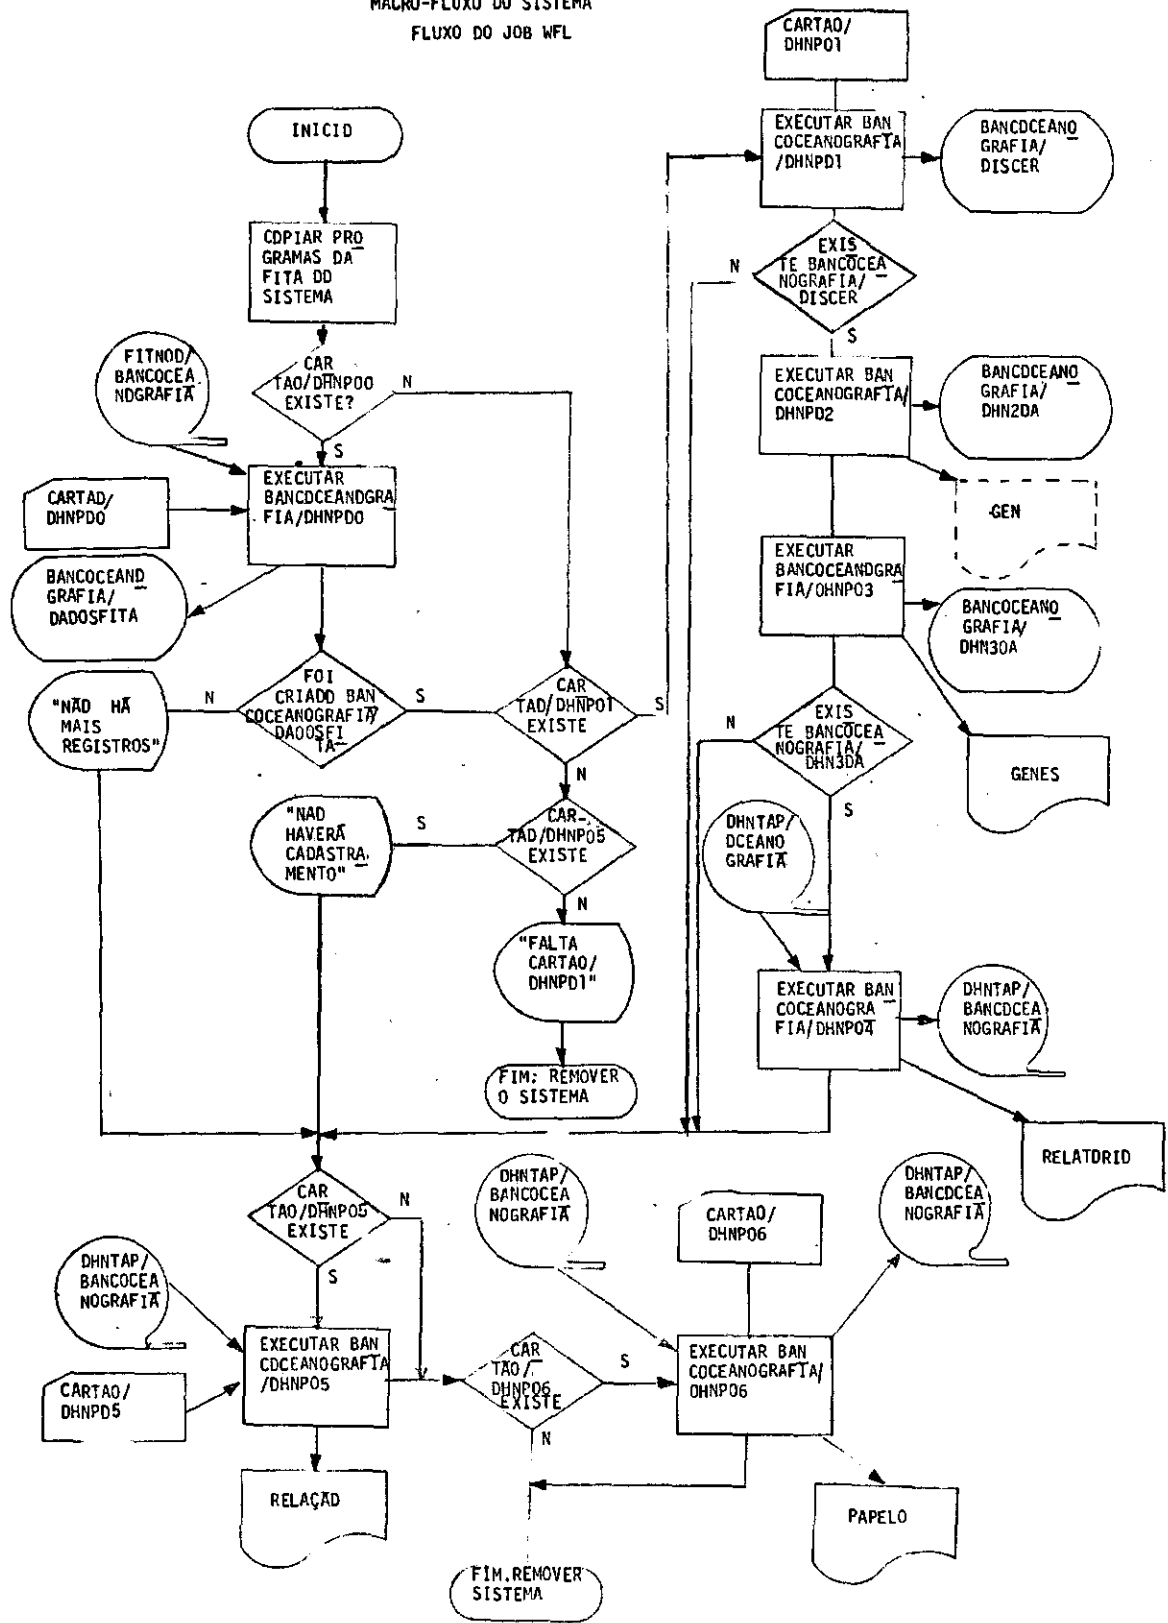 MACRO-FLUXO DO SISTEMA
FLUXO DO JOB WFL
INICIO
COPIAR PRO
GRAMAS DA
FITA DO
SISTEMA
FITNOD/
BANCOCEA
NOGRAFIA
CAR
TAO/DHNP00
EXISTE?
N
S
CARTAO/
DHNP00
EXECUTAR
BANCOCEANOGRA
FIA/DHNP00
BANCOCEANO
GRAFIA/
DADOSFITA
"NÃO HÁ
MAIS
REGISTROS"
N
FOI
CRIADO BAN
COCEANOGRAFIA/
DADOSFI
TA
S
CAR
TAO/DHNP01
EXISTE
S
N
"NAO
HAVERÁ
CADASTRA
MENTO"
S
CAR
TAO/DHNP05
EXISTE
N
"FALTA
CARTAO/
DHNP01"
FIM: REMOVER
O SISTEMA
CARTAO/
DHNP01
EXECUTAR BAN
COCEANOGRAFIA
/DHNP01
BANCOCEANO
GRAFIA/
DISCER
N
EXIS
TE BANCOCEA
NOGRAFIA/
DISCER
S
EXECUTAR BAN
COCEANOGRAFIA/
DHNP02
BANCOCEANO
GRAFIA/
DHN2DA
GEN
EXECUTAR
BANCOCEANOGRA
FIA/DHNP03
BANCOCEANO
GRAFIA/
DHN3DA
N
EXIS
TE BANCOCEA
NOGRAFIA/
DHN3DA
S
GENES
DHNTAP/
OCEANO
GRAFIA
EXECUTAR BAN
COCEANOGRA
FIA/DHNP04
DHNTAP/
BANCOCEA
NOGRAFIA
RELATORIO
CAR
TAO/DHNP05
EXISTE
N
S
DHNTAP/
BANCOCEA
NOGRAFIA
CARTAO/
DHNP05
EXECUTAR BAN
COCEANOGRAFIA
/DHNP05
RELAÇÃO
DHNTAP/
BANCOCEA
NOGRAFIA
CARTAO/
DHNP06
DHNTAP/
BANCOCEA
NOGRAFIA
CAR
TAO/
DHNP06
EXISTE
S
N
EXECUTAR BAN
COCEANOGRAFIA/
DHNP06
PAPELO
FIM.REMOVER
SISTEMA